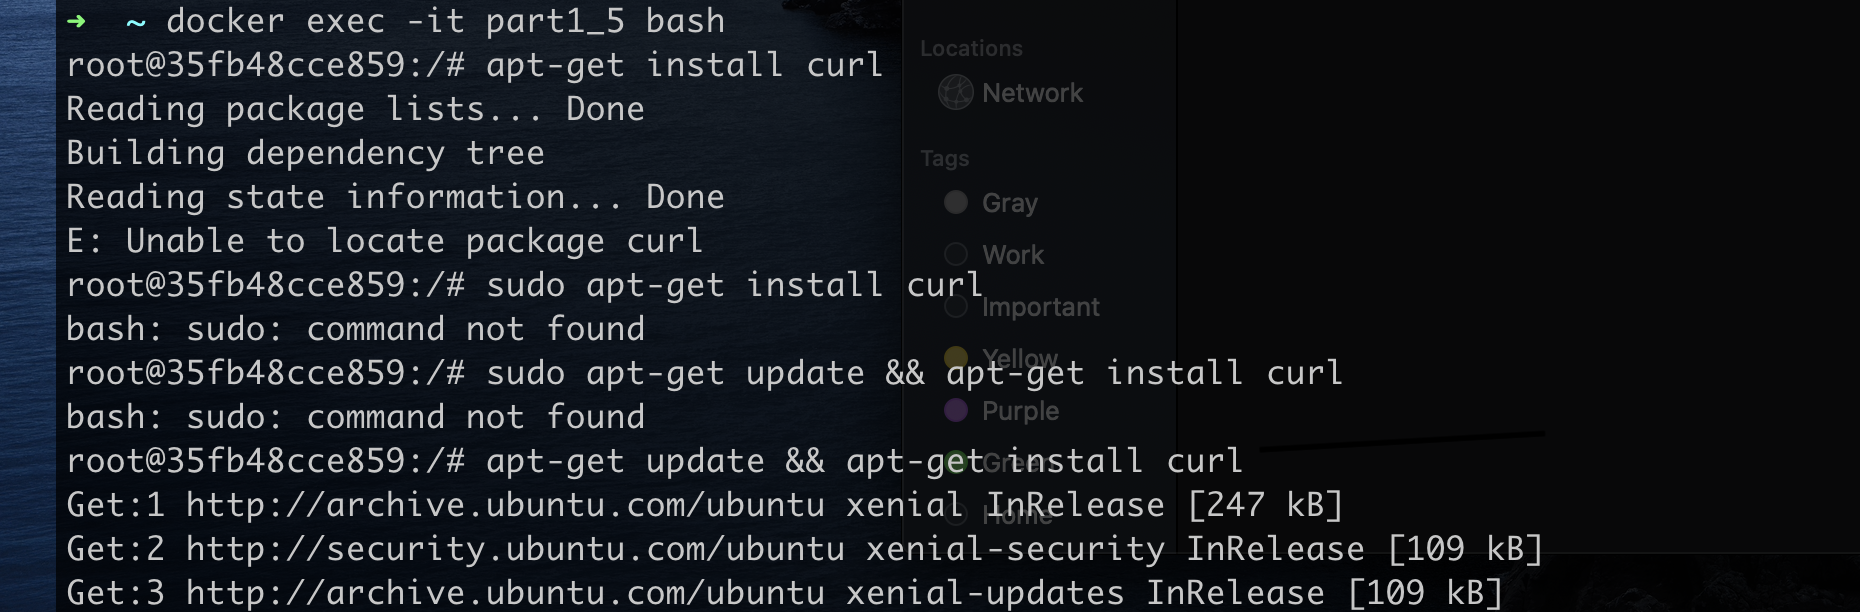 ➜  ~ docker exec -it part1_5 bash
root@35fb48cce859:/# apt-get install curl
Reading package lists... Done
Building dependency tree
Reading state information... Done
E: Unable to locate package curl
root@35fb48cce859:/# sudo apt-get install curl
bash: sudo: command not found
root@35fb48cce859:/# sudo apt-get update && apt-get install curl
bash: sudo: command not found
root@35fb48cce859:/# apt-get update && apt-get install curl
Get:1 http://archive.ubuntu.com/ubuntu xenial InRelease [247 kB]
Get:2 http://security.ubuntu.com/ubuntu xenial-security InRelease [109 kB]
Get:3 http://archive.ubuntu.com/ubuntu xenial-updates InRelease [109 kB]
Locations
Network
Tags
Gray
Work
Important
Yellow
Purple
Green
Home